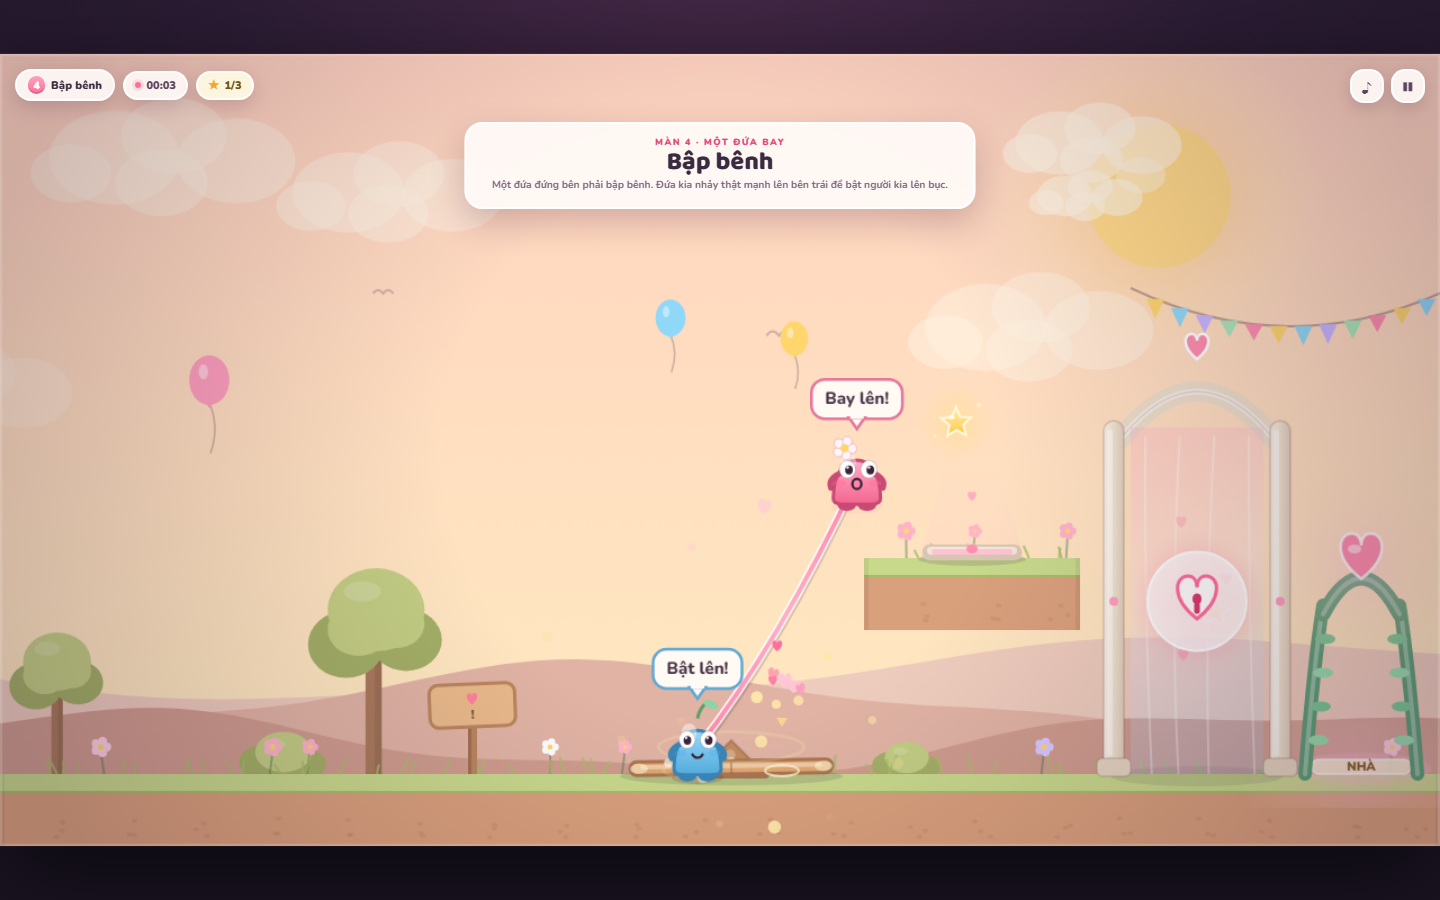 4 Bập bênh
00:03
1/3
MÀN 4 · MỘT ĐỨA BAY
Bập bênh
Một đứa đứng bên phải bập bênh. Đứa kia nhảy thật mạnh lên bên trái để bật người kia lên bục.
Bay lên!
Bật lên!
!
NHÀ